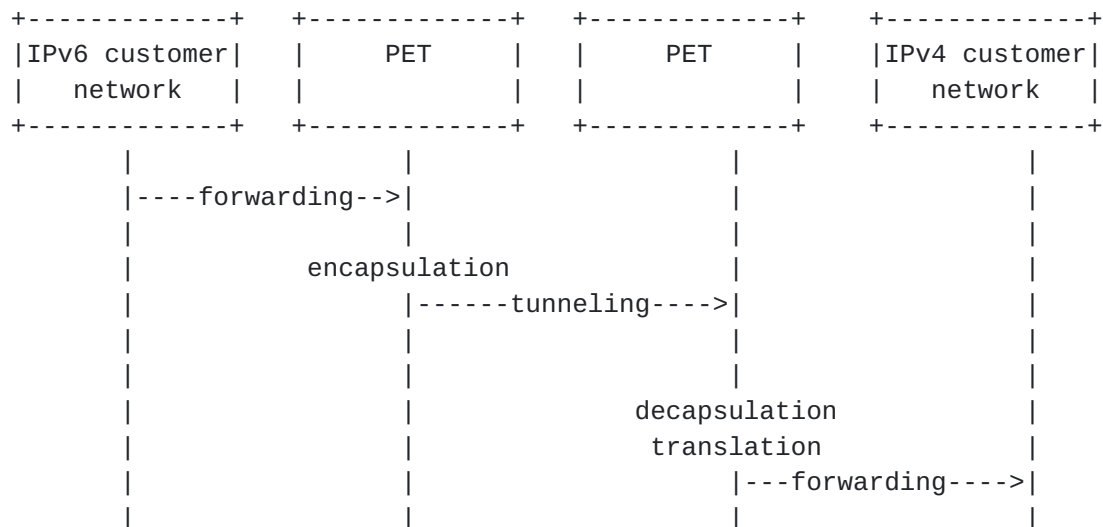 +-------------+   +-------------+   +-------------+    +-------------+
|IPv6 customer|   |     PET     |   |     PET     |    |IPv4 customer|
|   network   |   |             |   |             |    |   network   |
+-------------+   +-------------+   +-------------+    +-------------+
       |                 |                    |                  |
       |----forwarding-->|                    |                  |
       |                 |                    |                  |
       |           encapsulation              |                  |
       |                 |------tunneling---->|                  |
       |                 |                    |                  |
       |                 |                    |                  |
       |                 |              decapsulation            |
       |                 |               translation             |
       |                 |                    |---forwarding---->|
       |                 |                    |                  |